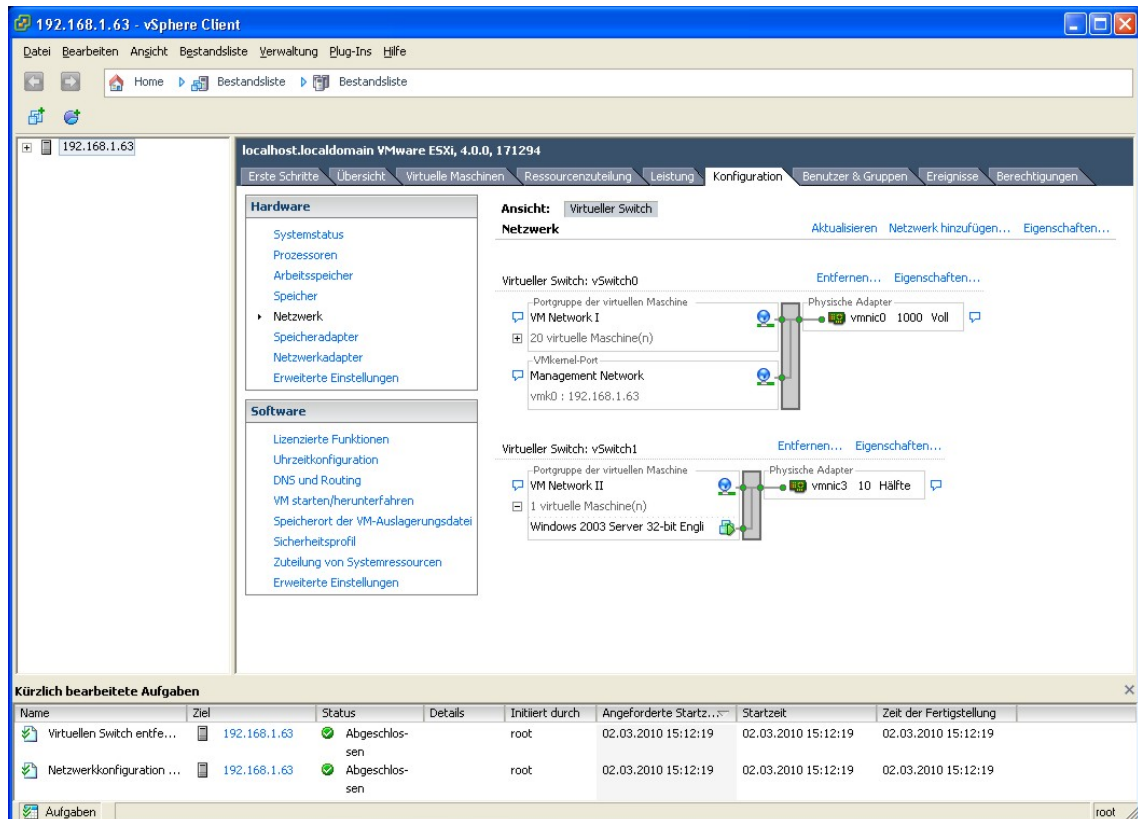 192.168.1.63 - vSphere Client
Datei Bearbeiten Ansicht Bestandsliste Verwaltung Plug-Ins Hilfe
Home Bestandsliste Bestandsliste
192.168.1.63
localhost.localdomain VMware ESXi, 4.0.0, 171294
Erste Schritte Übersicht Virtuelle Maschinen Ressourcenzuteilung Leistung Konfiguration Benutzer & Gruppen Ereignisse Berechtigungen
Hardware
Systemstatus
Prozessoren
Arbeitsspeicher
Speicher
Netzwerk
Speicheradapter
Netzwerkadapter
Erweiterte Einstellungen
Software
Lizenzierte Funktionen
Uhrzeitkonfiguration
DNS und Routing
VM starten/herunterfahren
Speicherort der VM-Auslagerungsdatei
Sicherheitsprofil
Zuteilung von Systemressourcen
Erweiterte Einstellungen
Ansicht: Virtueller Switch
Netzwerk Aktualisieren Netzwerk hinzufügen... Eigenschaften...
Virtueller Switch: vSwitch0 Entfernen... Eigenschaften...
Portgruppe der virtuellen Maschine Physische Adapter
VM Network I vmnic0 1000 Voll
20 virtuelle Maschine(n)
VMkernel-Port
Management Network
vmk0 : 192.168.1.63
Virtueller Switch: vSwitch1 Entfernen... Eigenschaften...
Portgruppe der virtuellen Maschine Physische Adapter
VM Network II vmnic3 10 Hälfte
1 virtuelle Maschine(n)
Windows 2003 Server 32-bit Engli
Kürzlich bearbeitete Aufgaben
Name Ziel Status Details Initiiert durch Angeforderte Startz... Startzeit Zeit der Fertigstellung
Virtuellen Switch entfe... 192.168.1.63 Abgeschlos- root 02.03.2010 15:12:19 02.03.2010 15:12:19 02.03.2010 15:12:19
sen
Netzwerkkonfiguration ... 192.168.1.63 Abgeschlos- root 02.03.2010 15:12:19 02.03.2010 15:12:19 02.03.2010 15:12:19
sen
Aufgaben root